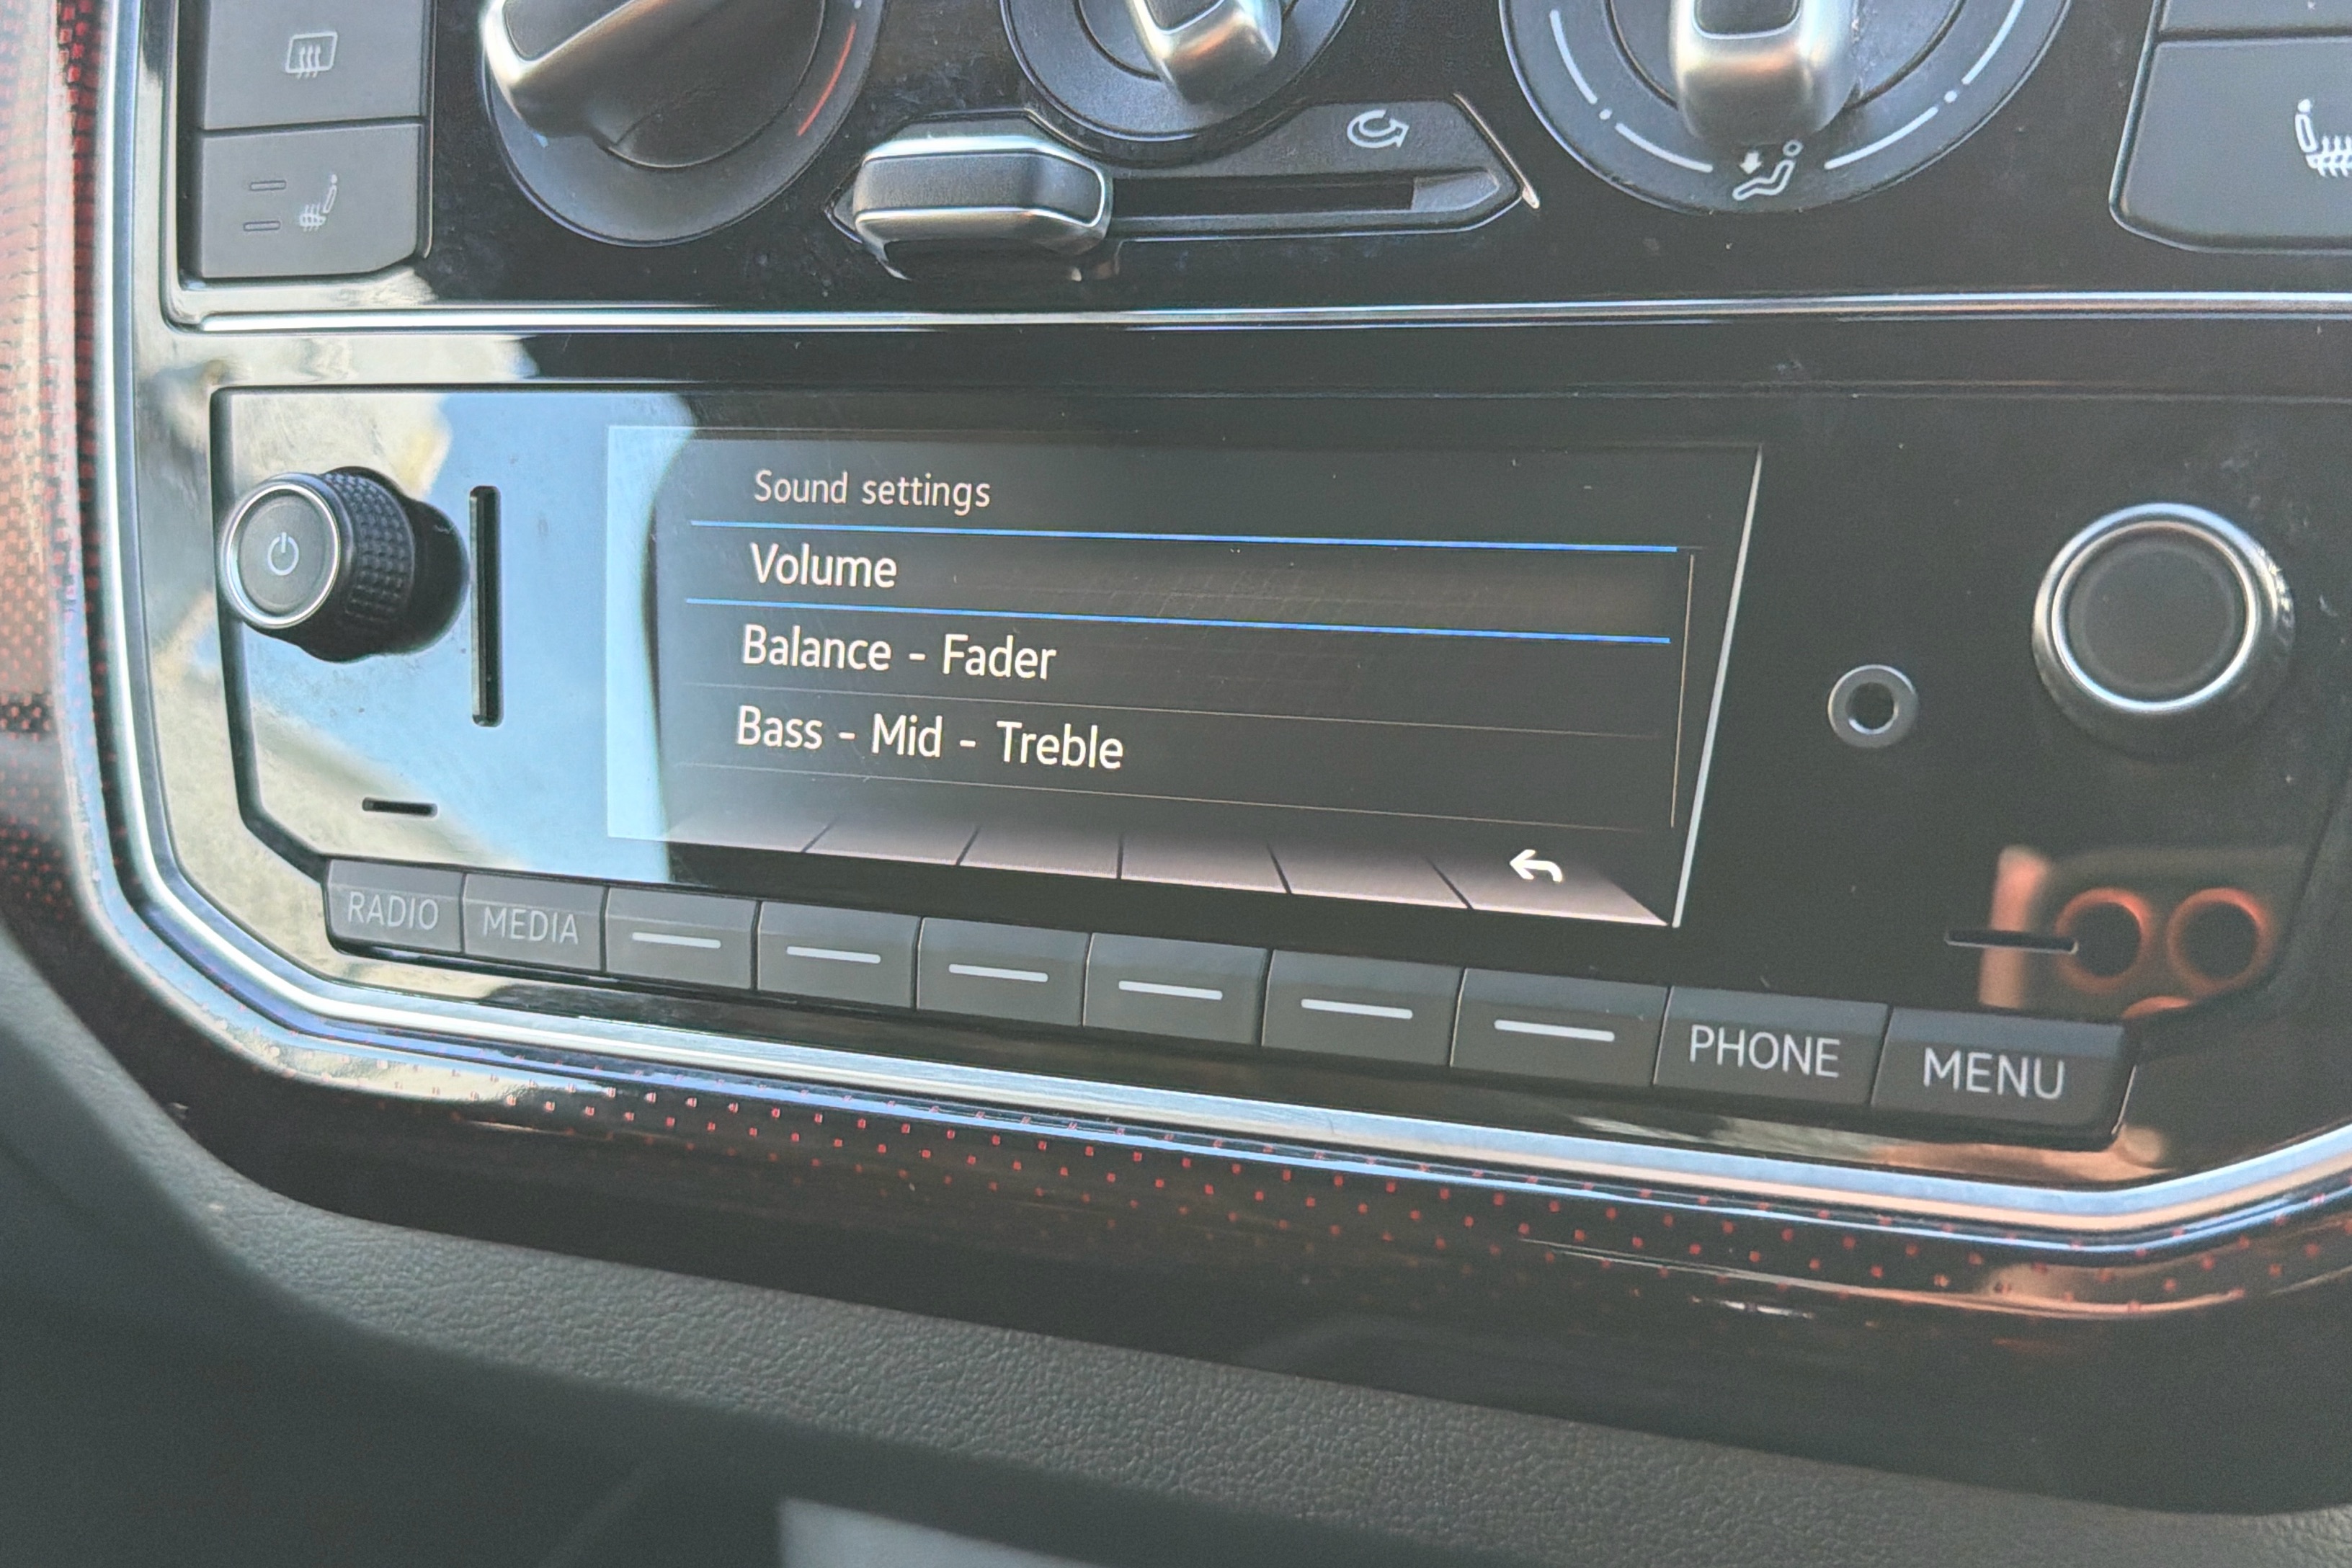 Sound settings
Volume
Balance - Fader
Bass - Mid - Treble
RADIO MEDIA PHONE MENU